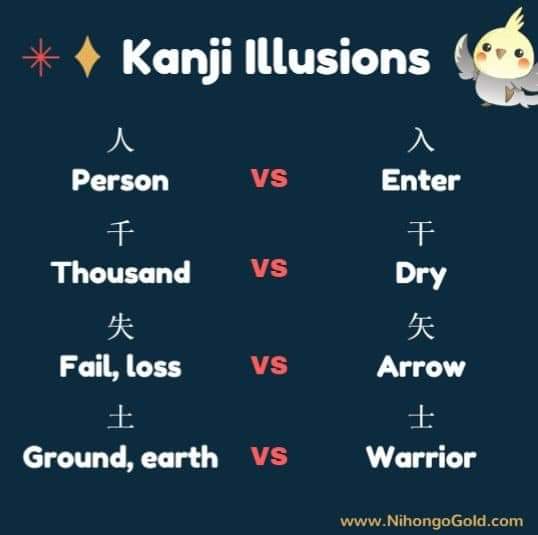 Kanji Illusions
人 入
Person vs Enter
千 干
Thousand vs Dry
失 矢
Fail, loss vs Arrow
土 士
Ground, earth vs Warrior
www.NihongoGold.com